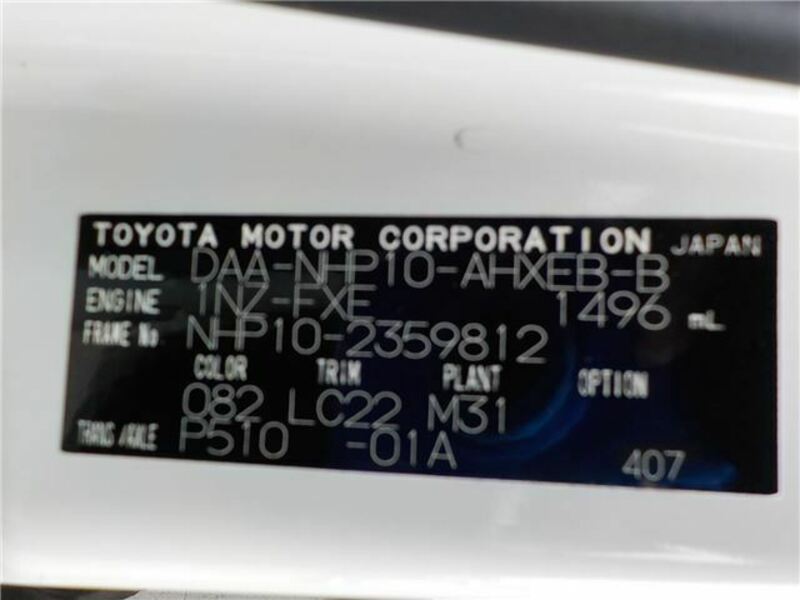 TOYOTA MOTOR CORPORATION JAPAN
MODEL DAA-NHP10-AHXEB-B
ENGINE 1NZ-FXE 1496 mL
FRAME No NHP10-2359812
COLOR TRIM PLANT OPTION
082 LC22 M31
TRANS/AXLE P510 -01A 407